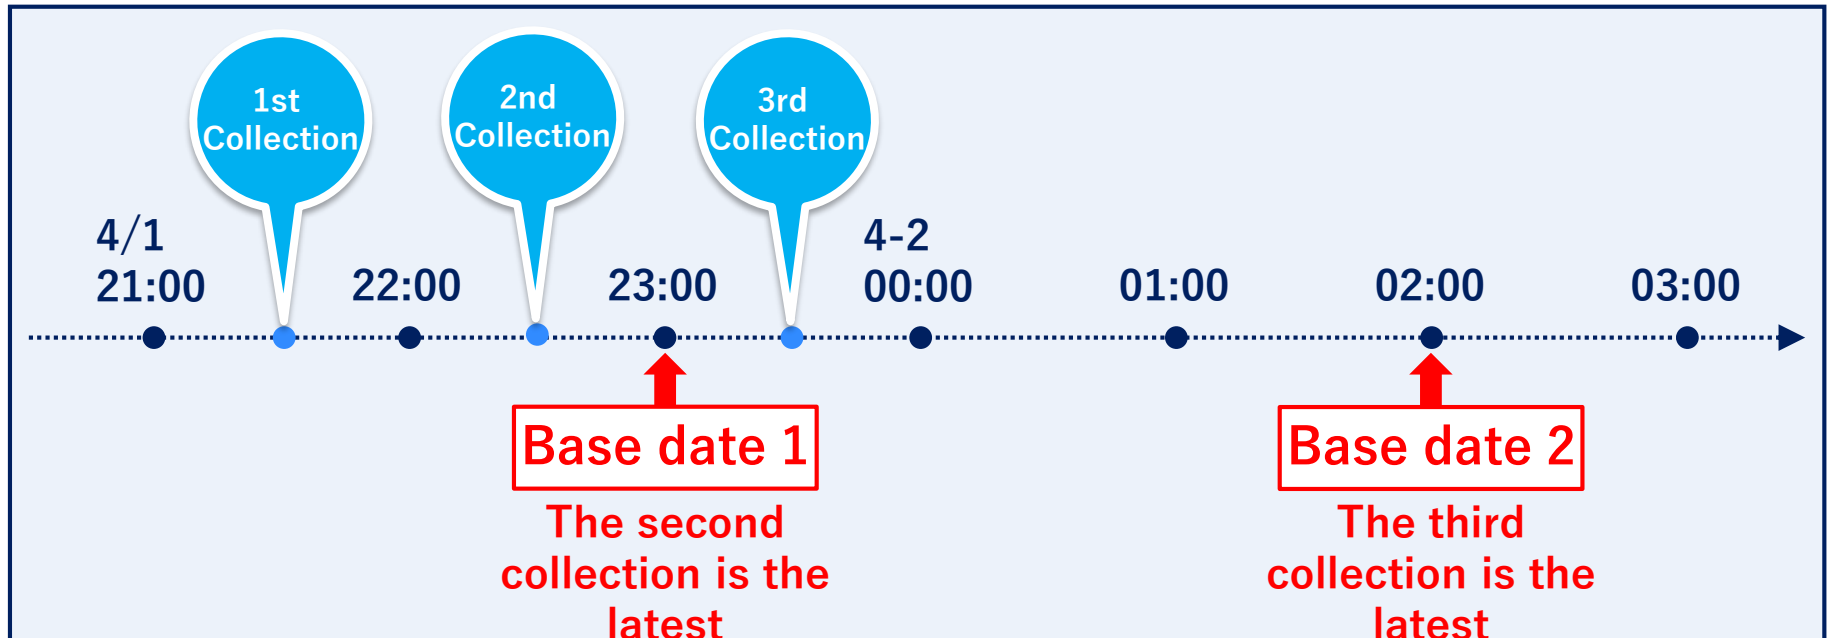 1st
Collection
2nd
Collection
3rd
Collection
4/1
21:00
22:00
23:00
4-2
00:00
01:00
02:00
03:00
Base date 1
The second
collection is the
latest
Base date 2
The third
collection is the
latest